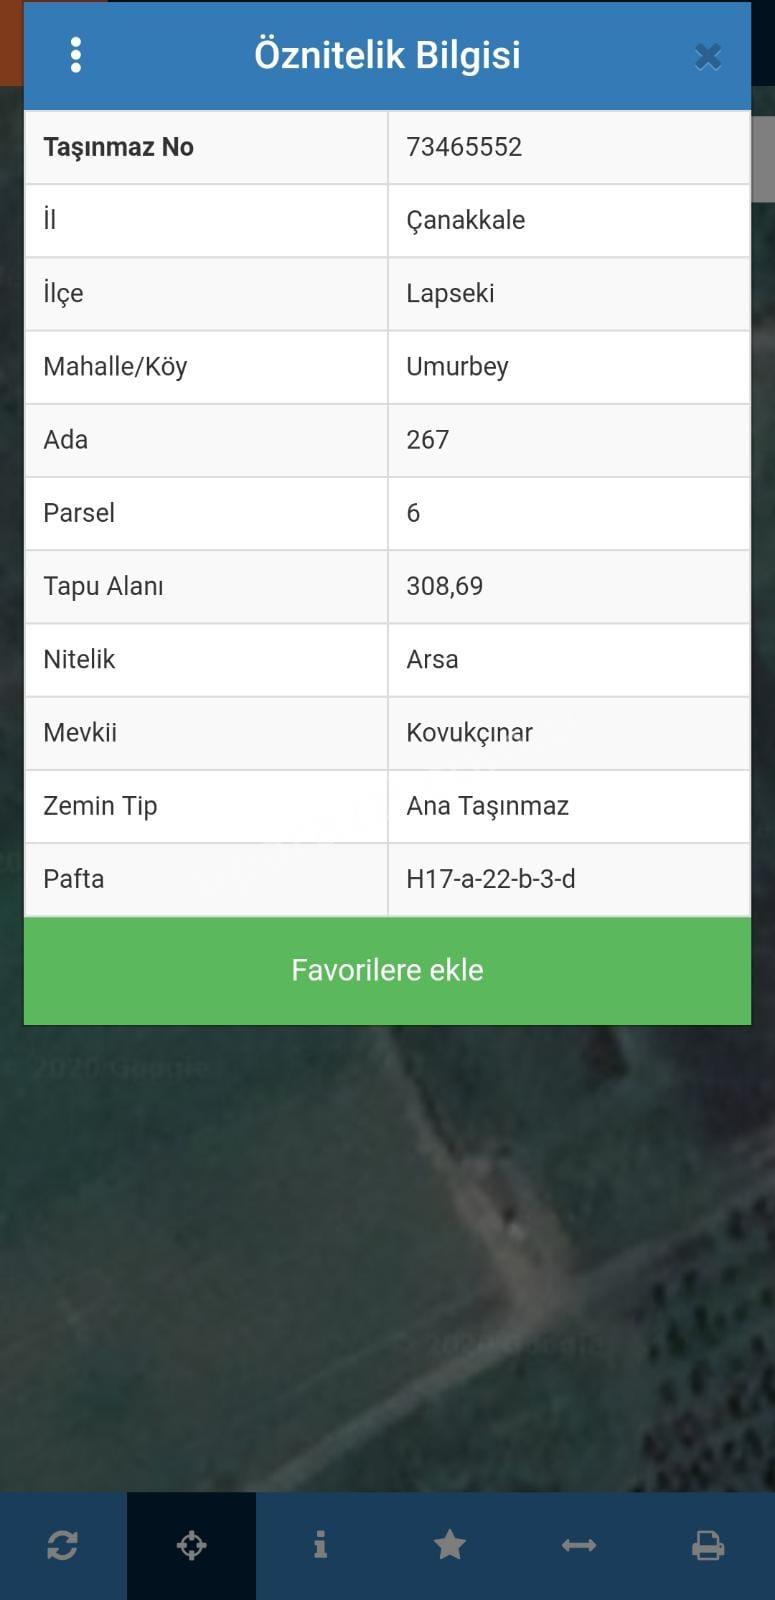 Öznitelik Bilgisi
Taşınmaz No 73465552
İl Çanakkale
İlçe Lapseki
Mahalle/Köy Umurbey
Ada 267
Parsel 6
Tapu Alanı 308,69
Nitelik Arsa
Mevkii Kovukçınar
Zemin Tip Ana Taşınmaz
Pafta H17-a-22-b-3-d
Favorilere ekle
2020 Google
2020 Google